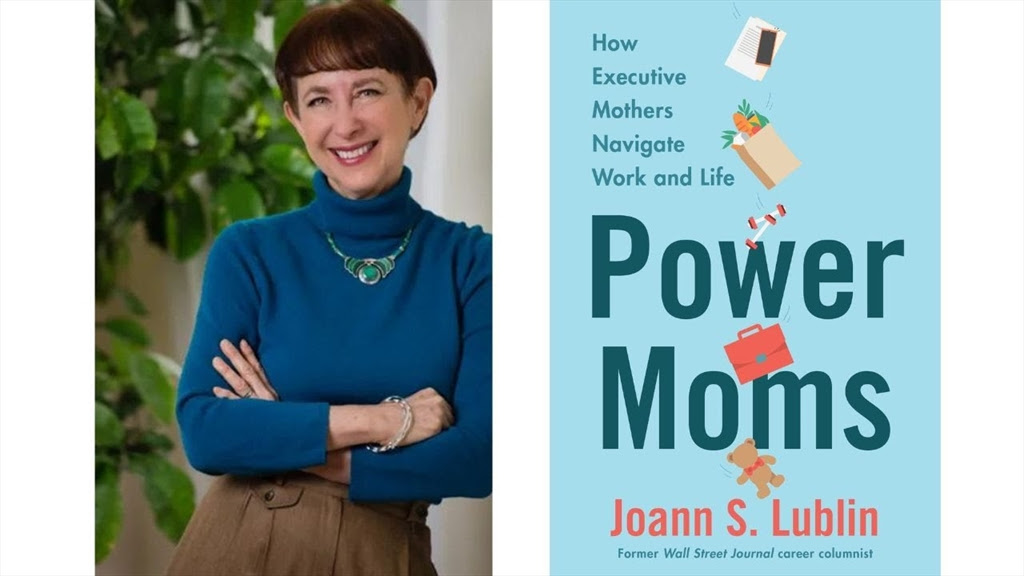 How
Executive
Mothers
Navigate
Work and Life
Power
Moms
Joann S. Lublin
Former Wall Street Journal career columnist